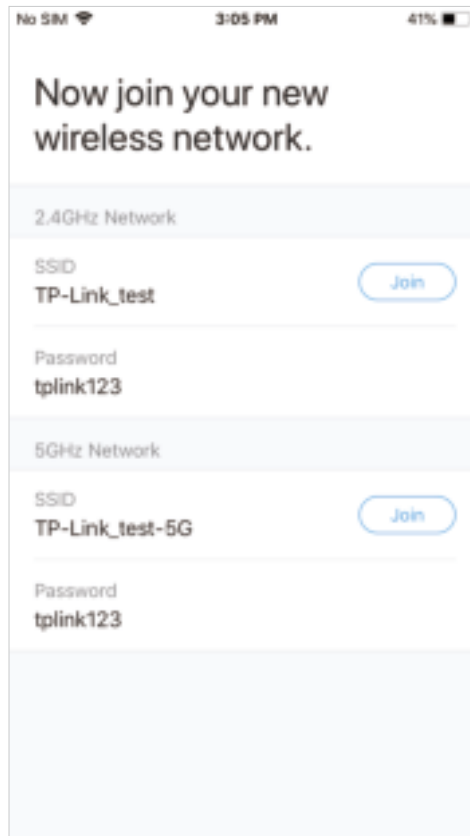 No SIM 3:05 PM 41%
Now join your new
wireless network.
2.4GHz Network
SSID
TP-Link_test
Join
Password
tplink123
5GHz Network
SSID
TP-Link_test-5G
Join
Password
tplink123